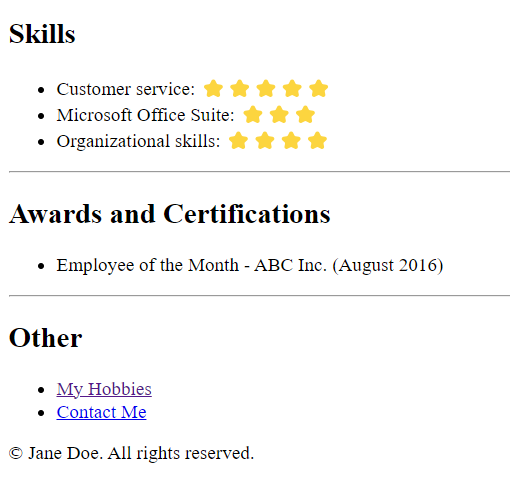 Skills
Customer service:
Microsoft Office Suite:
Organizational skills:
Awards and Certifications
Employee of the Month - ABC Inc. (August 2016)
Other
My Hobbies
Contact Me
© Jane Doe. All rights reserved.